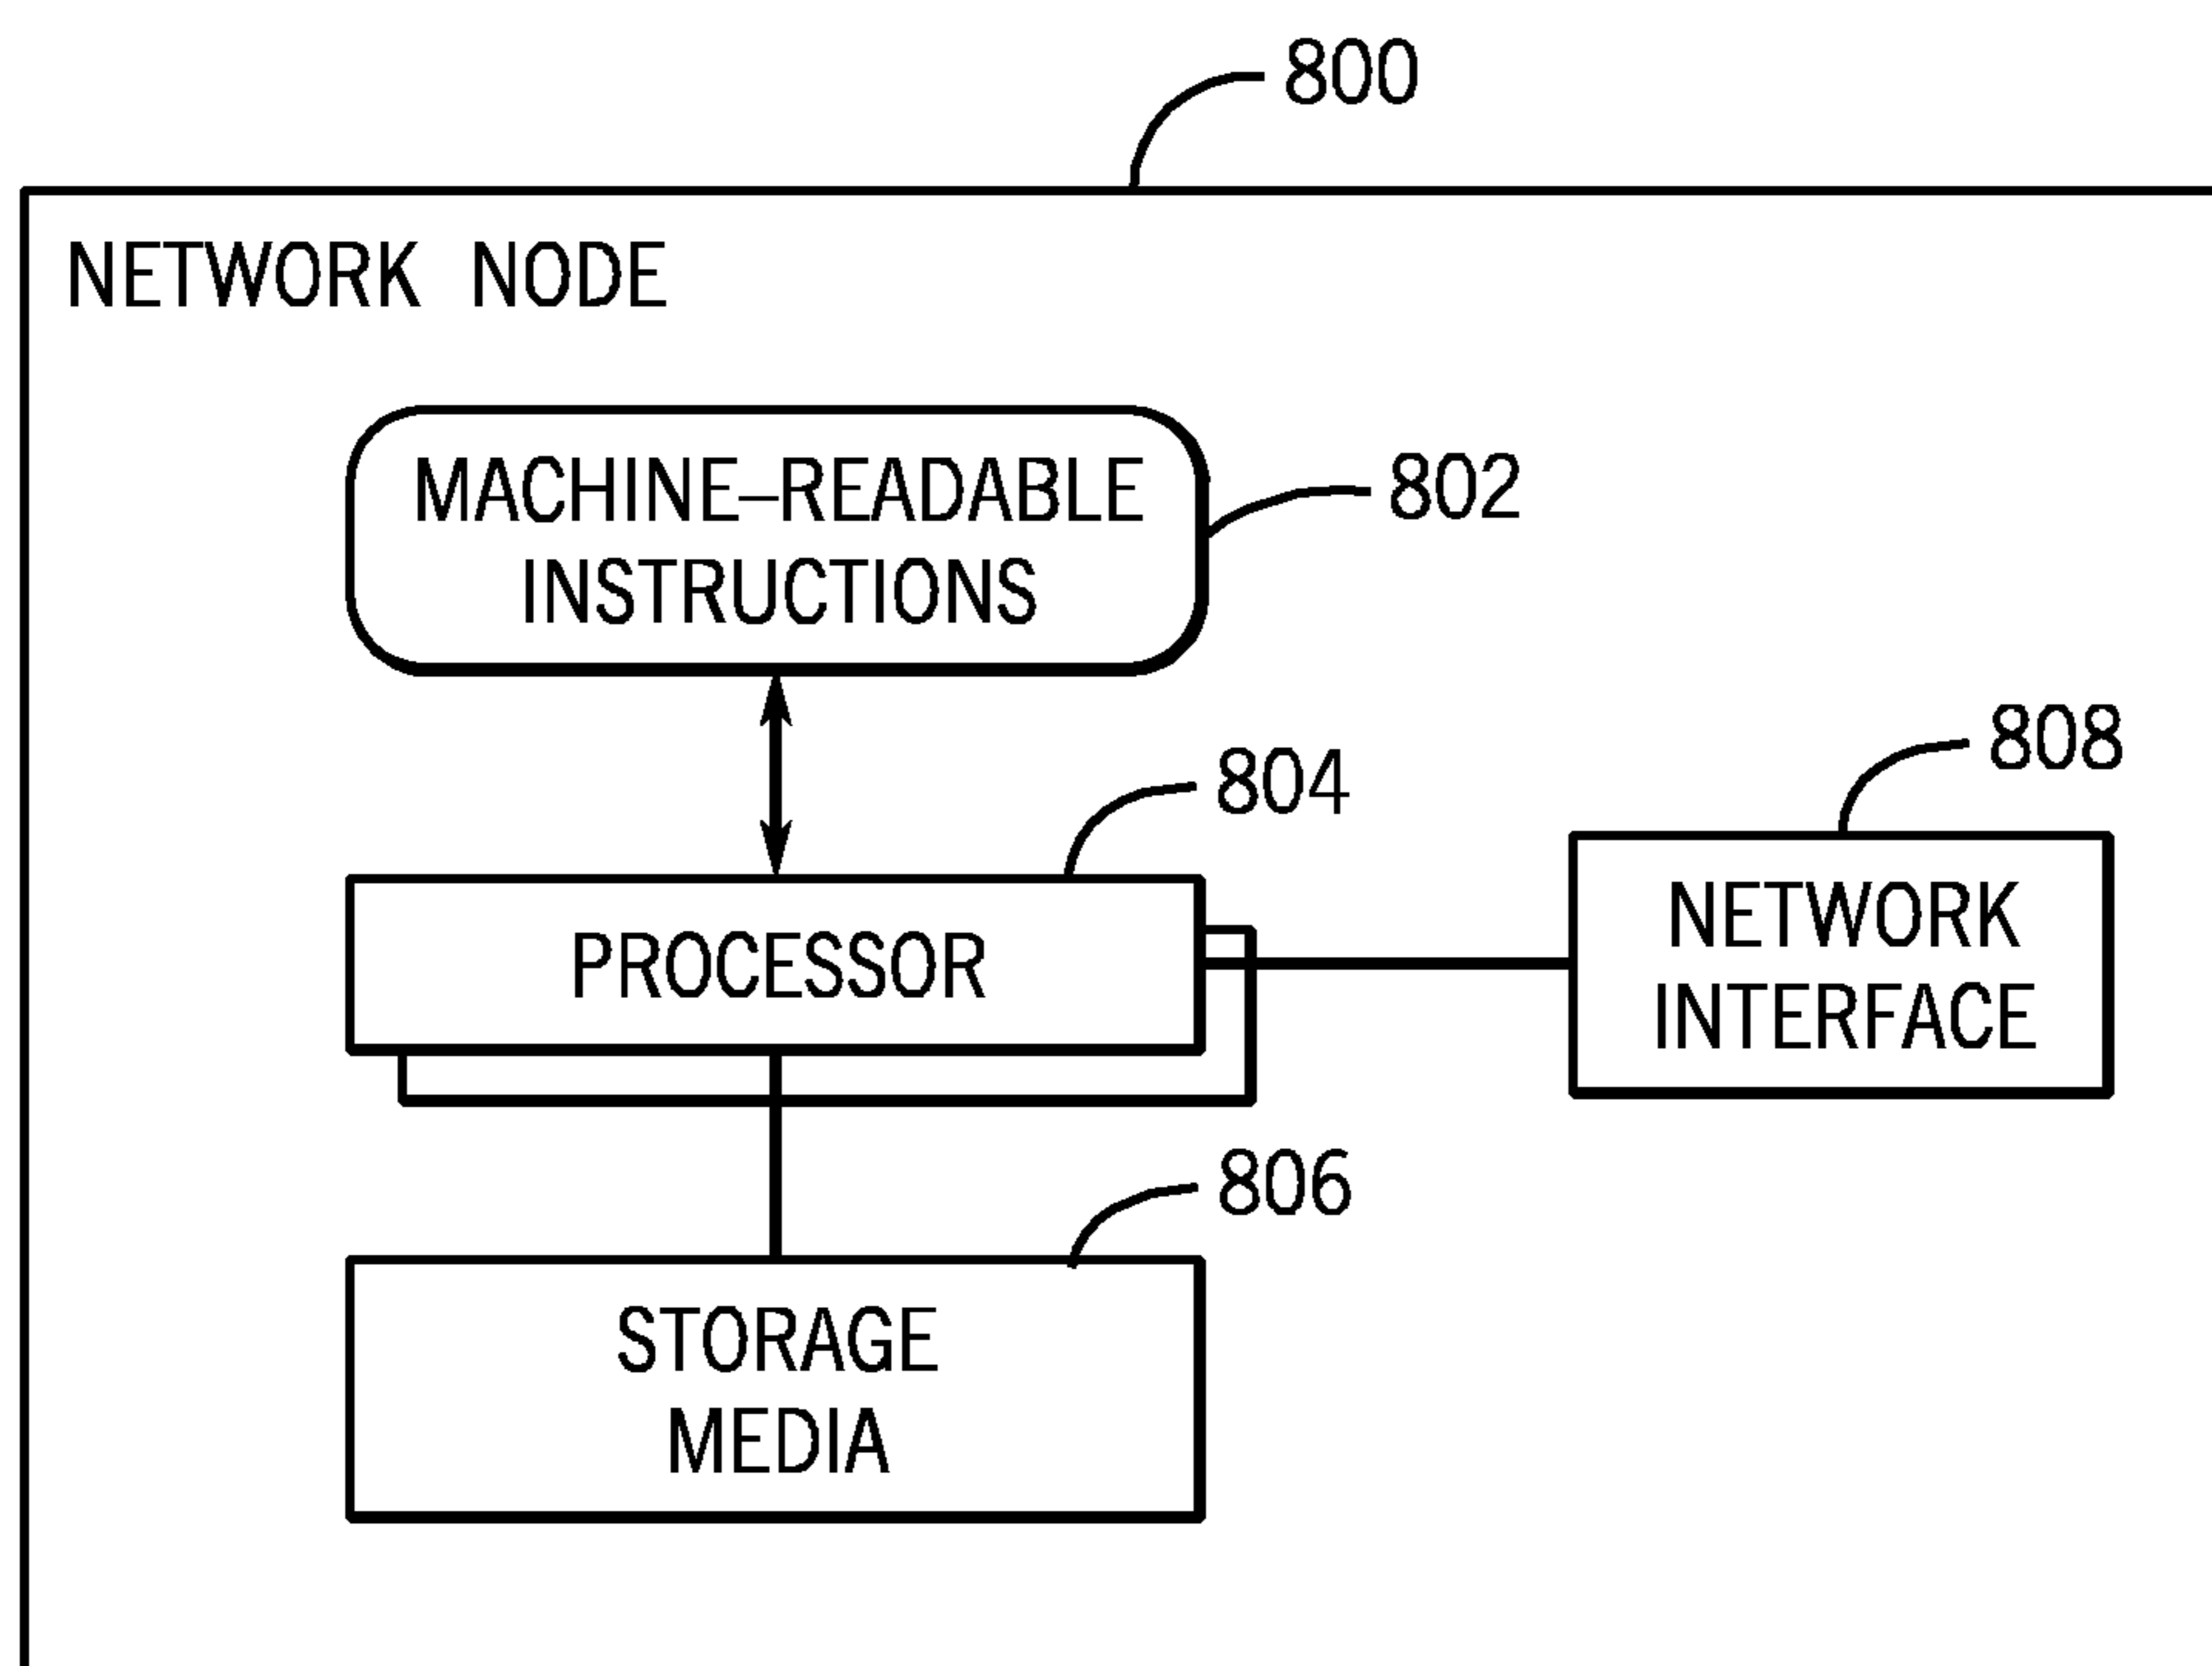 800
NETWORK NODE
MACHINE–READABLE
INSTRUCTIONS
802
804
808
PROCESSOR
NETWORK
INTERFACE
806
STORAGE
MEDIA